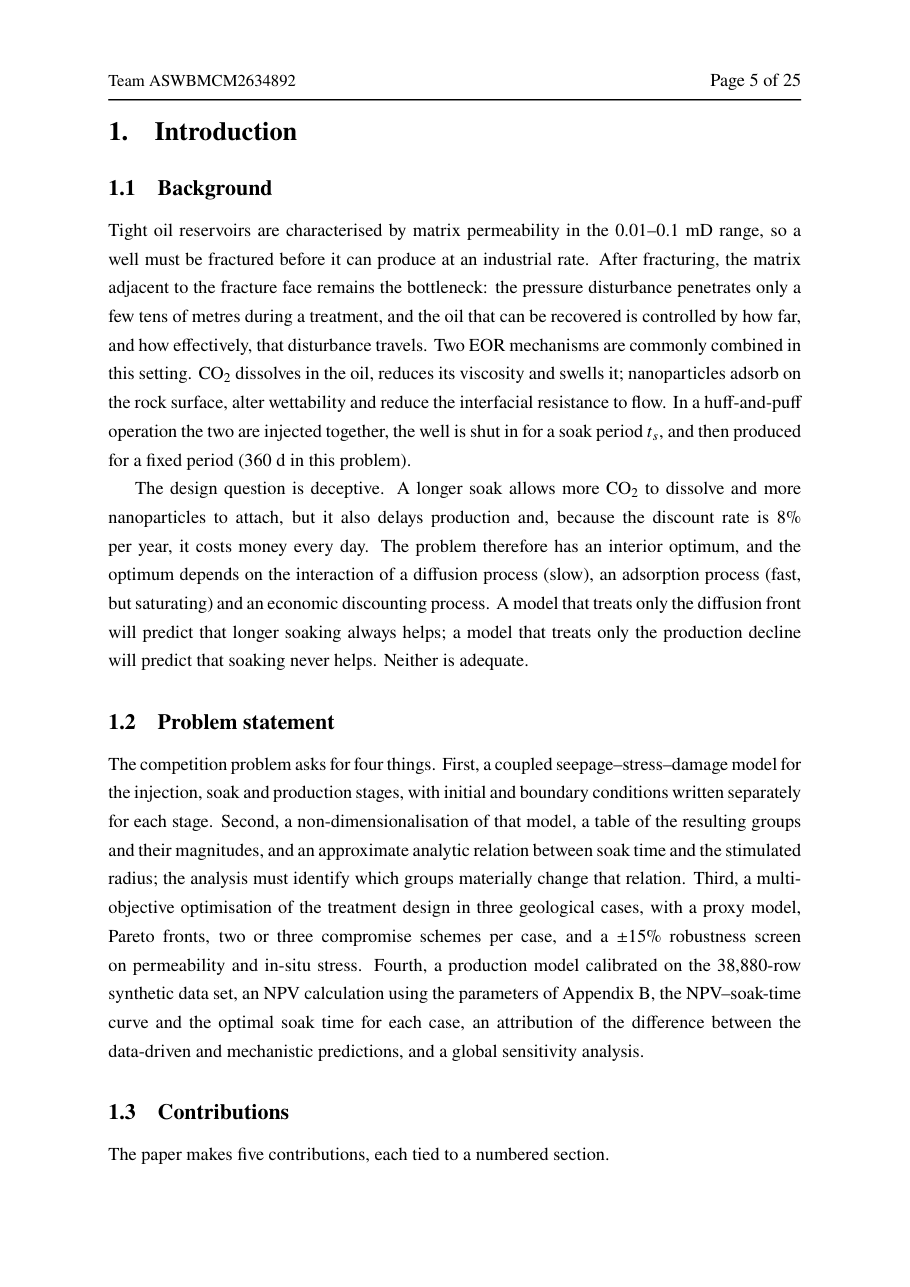 Team ASWBMCM2634892
Page 5 of 25
1. Introduction
1.1 Background
Tight oil reservoirs are characterised by matrix permeability in the 0.01–0.1 mD range, so a
well must be fractured before it can produce at an industrial rate. After fracturing, the matrix
adjacent to the fracture face remains the bottleneck: the pressure disturbance penetrates only a
few tens of metres during a treatment, and the oil that can be recovered is controlled by how far,
and how effectively, that disturbance travels. Two EOR mechanisms are commonly combined in
this setting. CO₂ dissolves in the oil, reduces its viscosity and swells it; nanoparticles adsorb on
the rock surface, alter wettability and reduce the interfacial resistance to flow. In a huff-and-puff
operation the two are injected together, the well is shut in for a soak period tₛ, and then produced
for a fixed period (360 d in this problem).
The design question is deceptive. A longer soak allows more CO₂ to dissolve and more
nanoparticles to attach, but it also delays production and, because the discount rate is 8%
per year, it costs money every day. The problem therefore has an interior optimum, and the
optimum depends on the interaction of a diffusion process (slow), an adsorption process (fast,
but saturating) and an economic discounting process. A model that treats only the diffusion front
will predict that longer soaking always helps; a model that treats only the production decline
will predict that soaking never helps. Neither is adequate.
1.2 Problem statement
The competition problem asks for four things. First, a coupled seepage–stress–damage model for
the injection, soak and production stages, with initial and boundary conditions written separately
for each stage. Second, a non-dimensionalisation of that model, a table of the resulting groups
and their magnitudes, and an approximate analytic relation between soak time and the stimulated
radius; the analysis must identify which groups materially change that relation. Third, a multi-
objective optimisation of the treatment design in three geological cases, with a proxy model,
Pareto fronts, two or three compromise schemes per case, and a ±15% robustness screen
on permeability and in-situ stress. Fourth, a production model calibrated on the 38,880-row
synthetic data set, an NPV calculation using the parameters of Appendix B, the NPV–soak-time
curve and the optimal soak time for each case, an attribution of the difference between the
data-driven and mechanistic predictions, and a global sensitivity analysis.
1.3 Contributions
The paper makes five contributions, each tied to a numbered section.